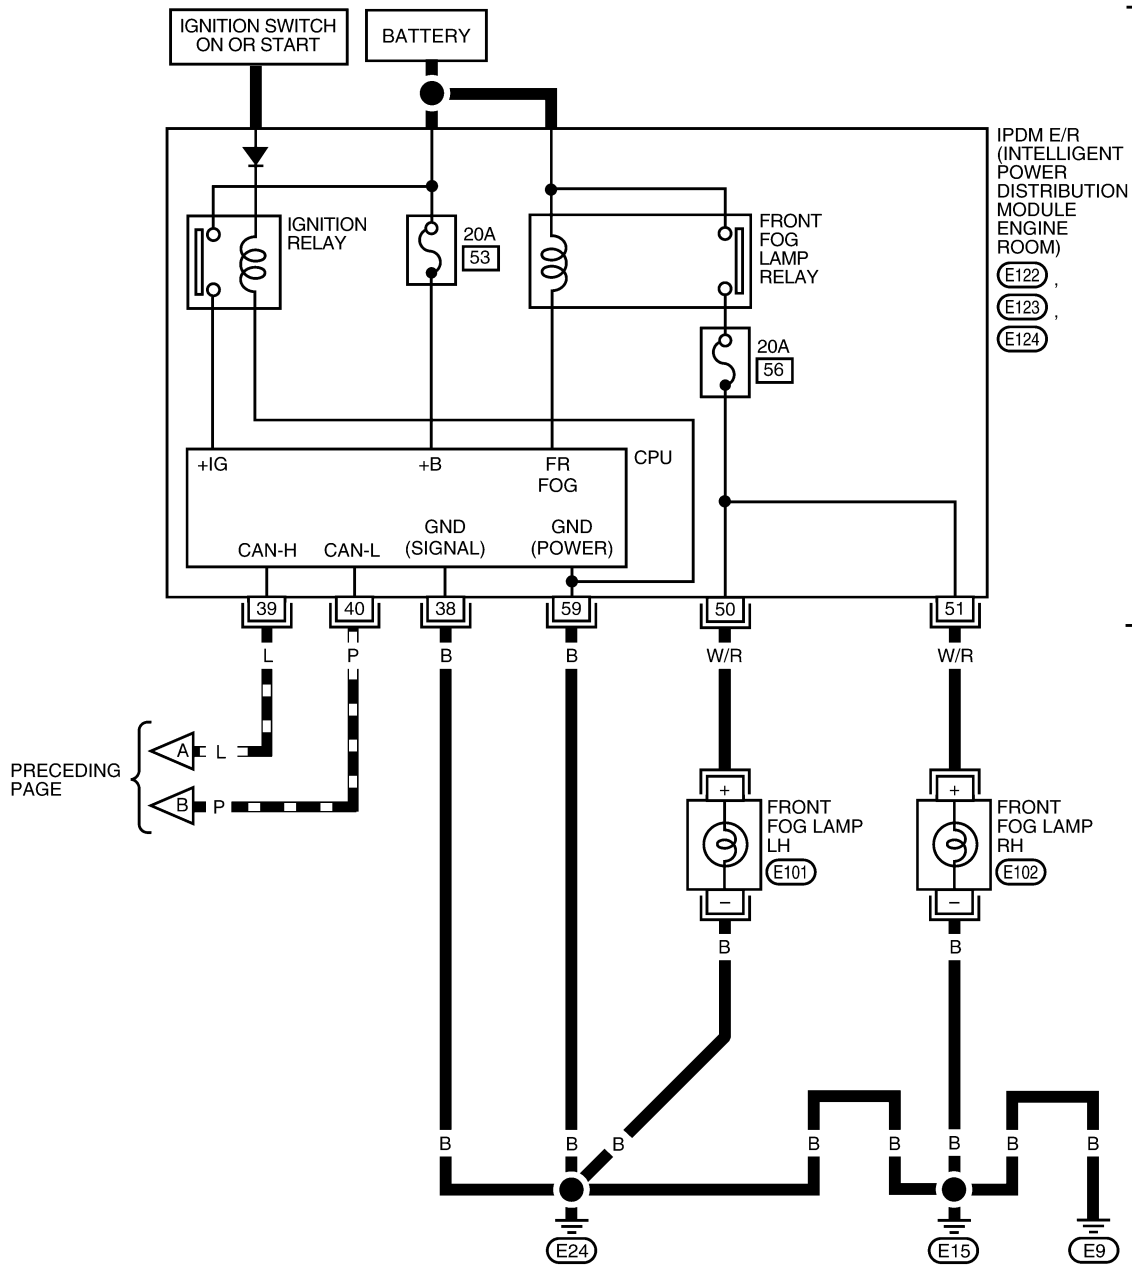 IGNITION SWITCH
ON OR START
BATTERY
IPDM E/R
(INTELLIGENT
POWER
DISTRIBUTION
MODULE
ENGINE
ROOM)
E122 ,
E123 ,
E124
IGNITION
RELAY
20A
53
FRONT
FOG
LAMP
RELAY
20A
56
CPU
+IG
+B
FR
FOG
CAN-H
CAN-L
GND
(SIGNAL)
GND
(POWER)
39
40
38
59
50
51
L
P
B
B
W/R
W/R
PRECEDING
PAGE
A
L
B
P
+
FRONT
FOG LAMP
LH
E101
–
+
FRONT
FOG LAMP
RH
E102
–
B
B
B
B
B
B
B
B
B
B
E24
E15
E9